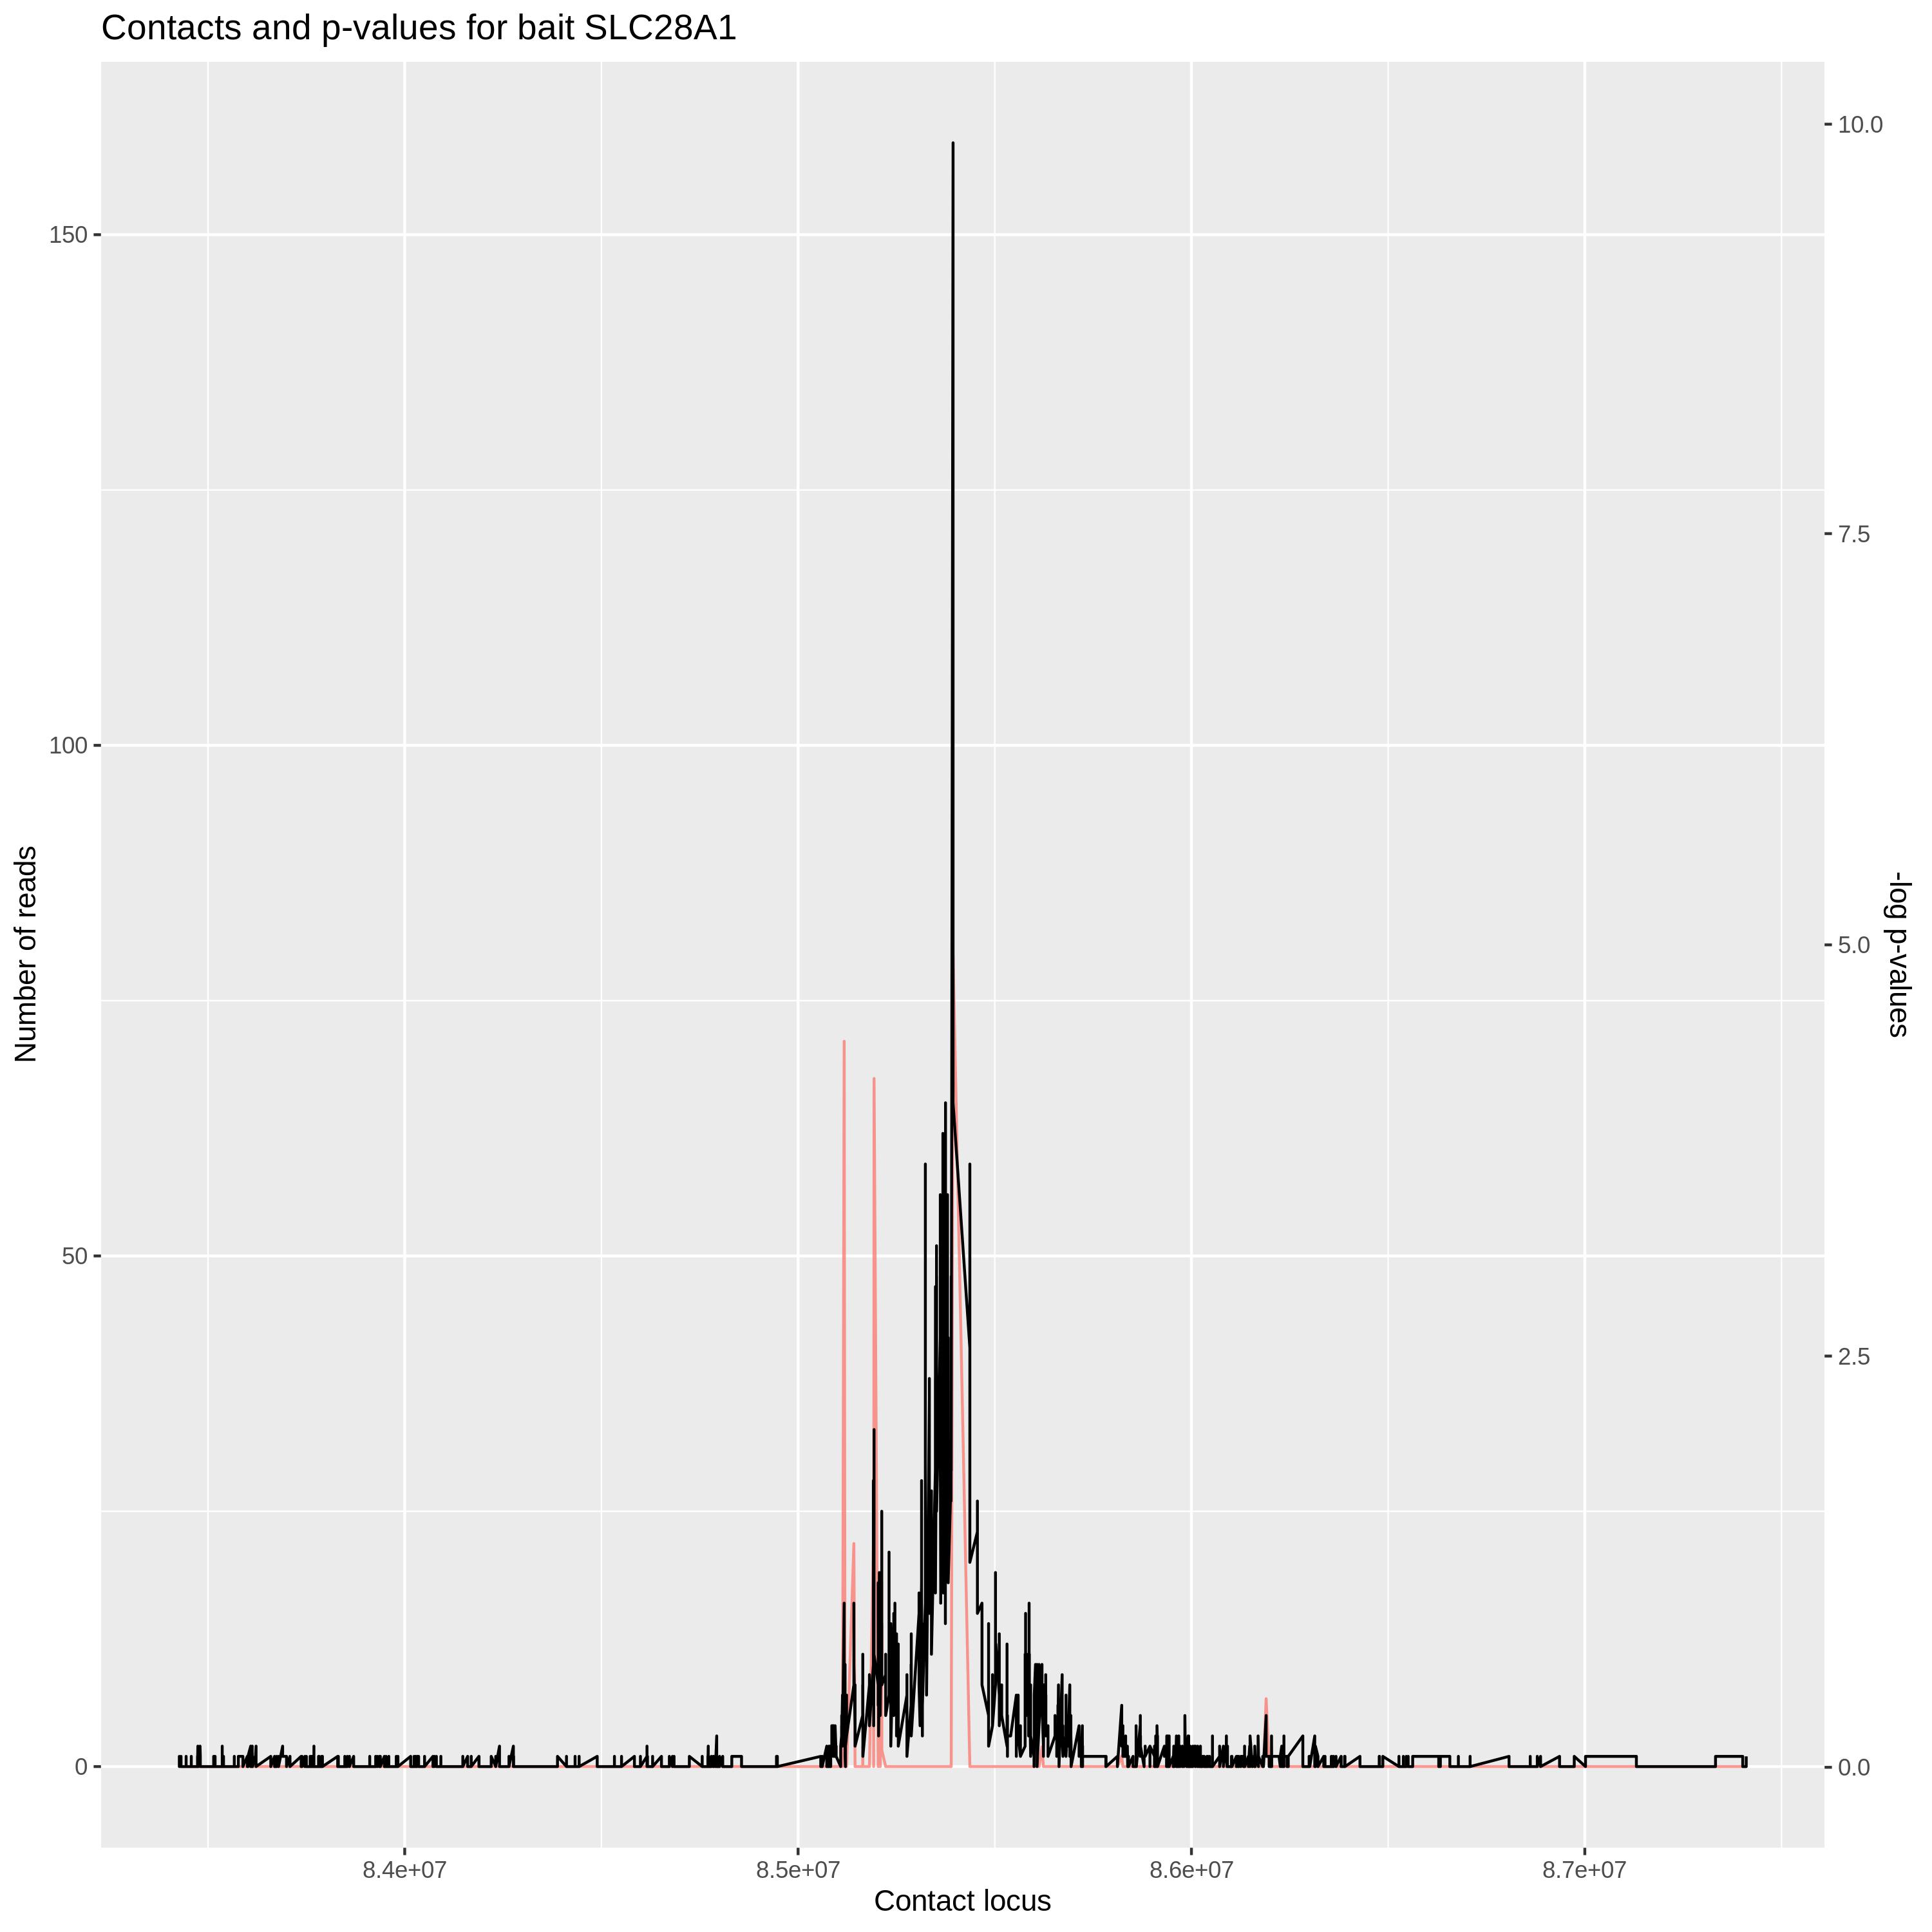 Contacts and p-values for bait SLC28A1
Number of reads
150
100
50
0
10.0
7.5
5.0
2.5
0.0
-log p-values
8.4e+07
8.5e+07
8.6e+07
8.7e+07
Contact locus